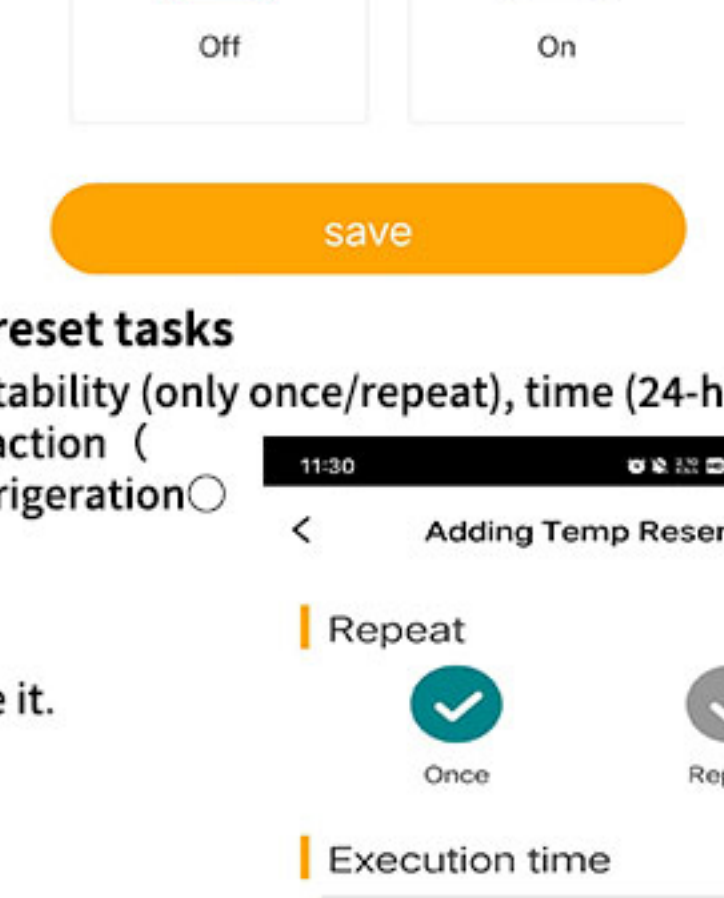 Off
On
save
reset tasks
tability (only once/repeat), time (24-h
action (
rigeration○
11:30
< Adding Temp Reser
Repeat
e it.
Once Rep
Execution time